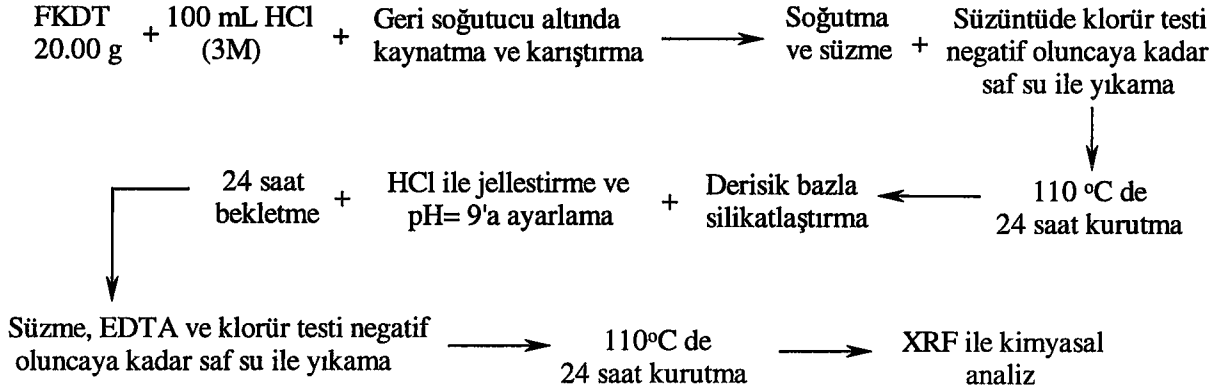 FKDT + 100 mL HCl + Geri soğutucu altında Soğutma + Süzüntüde klorür testi
20.00 g (3M) kaynatma ve karıştırma ve süzme negatif oluncaya kadar
saf su ile yıkama
110 ºC de
24 saat kurutma
Derisik bazla
silikatlaştırma
+
HCl ile jellestirme ve
pH= 9'a ayarlama
+
24 saat
bekletme
Süzme, EDTA ve klorür testi negatif
oluncaya kadar saf su ile yıkama
110ºC de
24 saat kurutma
XRF ile kimyasal
analiz